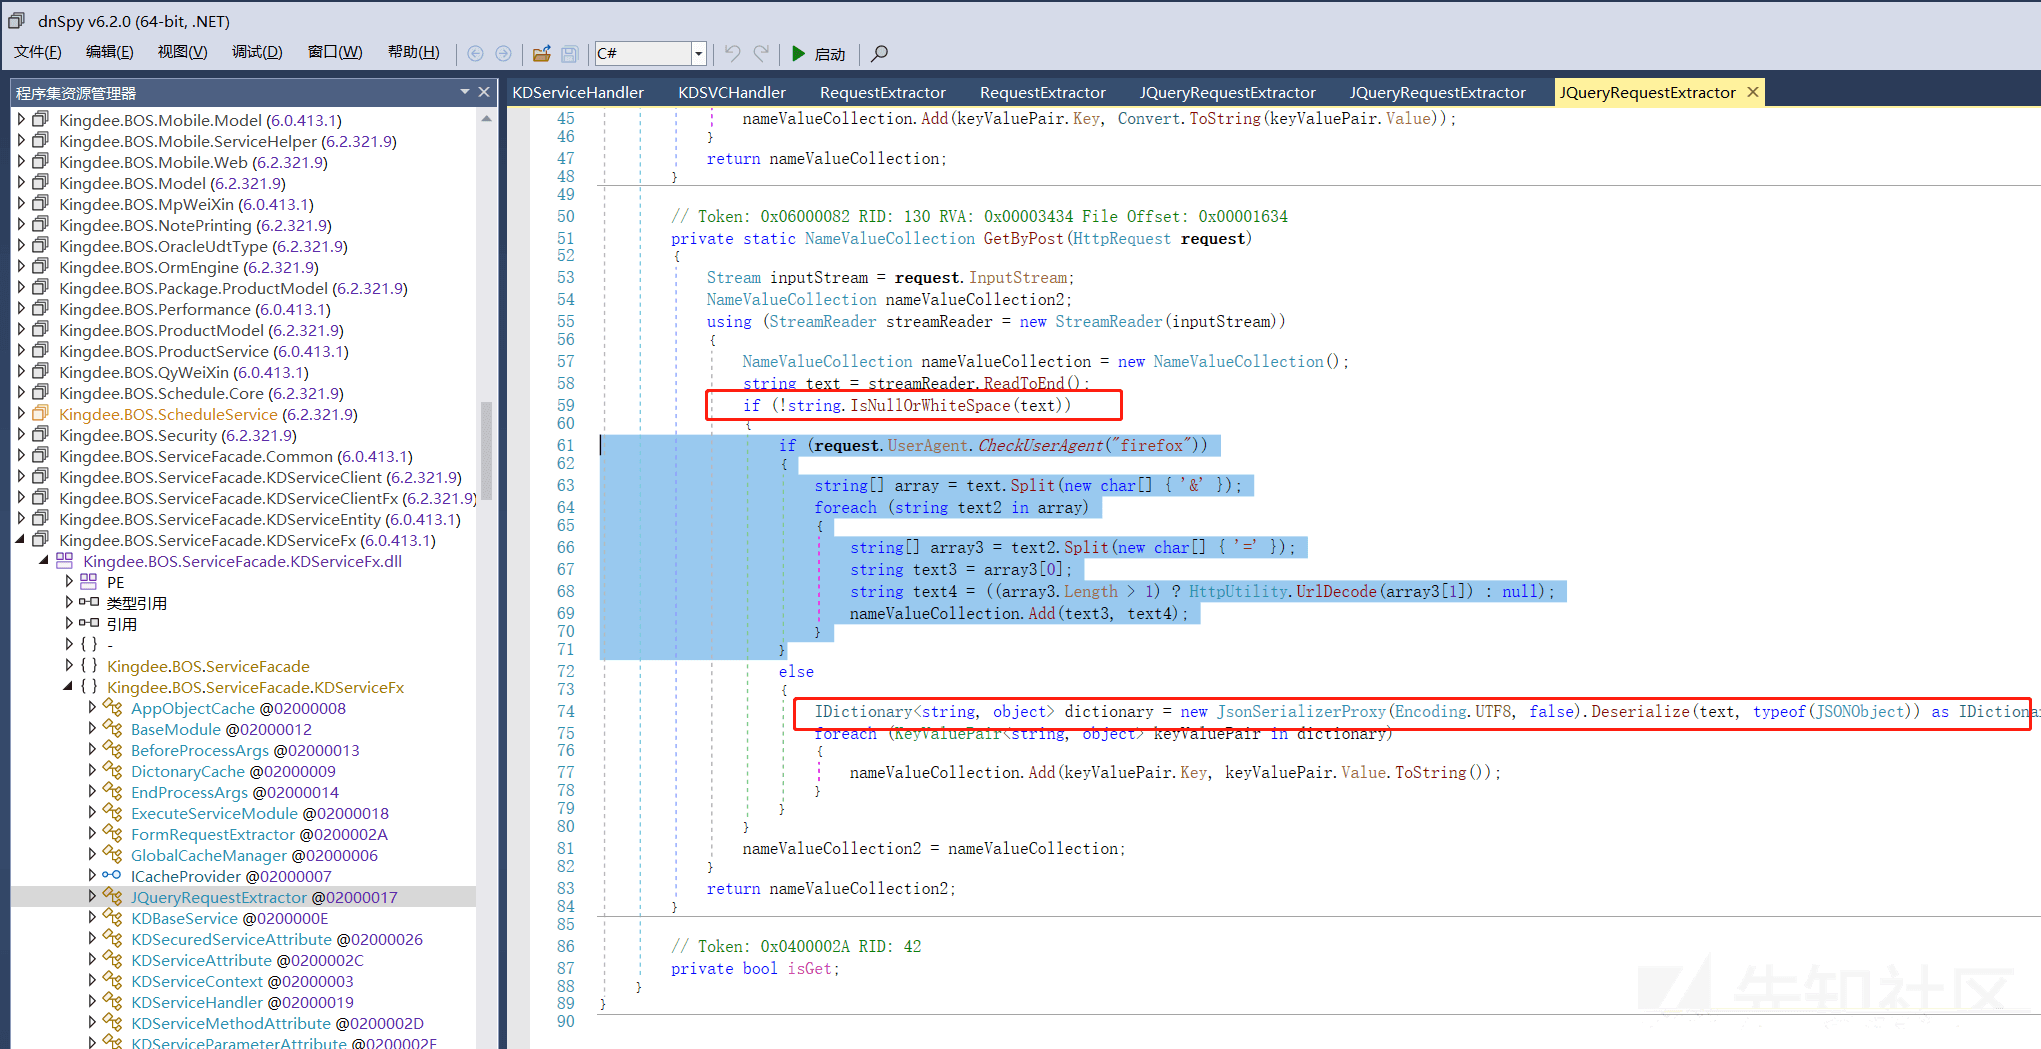 dnSpy v6.2.0 (64-bit, .NET)
文件(F) 编辑(E) 视图(V) 调试(D) 窗口(W) 帮助(H) C# 启动
程序集资源管理器
Kingdee.BOS.Mobile.Model (6.0.413.1)
Kingdee.BOS.Mobile.ServiceHelper (6.2.321.9)
Kingdee.BOS.Mobile.Web (6.2.321.9)
Kingdee.BOS.Model (6.2.321.9)
Kingdee.BOS.MpWeiXin (6.0.413.1)
Kingdee.BOS.NotePrinting (6.2.321.9)
Kingdee.BOS.OracleUdtType (6.2.321.9)
Kingdee.BOS.OrmEngine (6.2.321.9)
Kingdee.BOS.Package.ProductModel (6.2.321.9)
Kingdee.BOS.Performance (6.0.413.1)
Kingdee.BOS.ProductModel (6.2.321.9)
Kingdee.BOS.ProductService (6.0.413.1)
Kingdee.BOS.QyWeiXin (6.0.413.1)
Kingdee.BOS.Schedule.Core (6.2.321.9)
Kingdee.BOS.ScheduleService (6.2.321.9)
Kingdee.BOS.Security (6.2.321.9)
Kingdee.BOS.ServiceFacade.Common (6.0.413.1)
Kingdee.BOS.ServiceFacade.KDServiceClient (6.2.321.9)
Kingdee.BOS.ServiceFacade.KDServiceClientFx (6.2.321.9)
Kingdee.BOS.ServiceFacade.KDServiceEntity (6.0.413.1)
Kingdee.BOS.ServiceFacade.KDServiceFx (6.0.413.1)
Kingdee.BOS.ServiceFacade.KDServiceFx.dll
PE
类型引用
引用
{ } -
{ } Kingdee.BOS.ServiceFacade
{ } Kingdee.BOS.ServiceFacade.KDServiceFx
AppObjectCache @02000008
BaseModule @02000012
BeforeProcessArgs @02000013
DictonaryCache @02000009
EndProcessArgs @02000014
ExecuteServiceModule @02000018
FormRequestExtractor @0200002A
GlobalCacheManager @02000006
ICacheProvider @02000007
JQueryRequestExtractor @02000017
KDBaseService @0200000E
KDSecuredServiceAttribute @02000026
KDServiceAttribute @0200002C
KDServiceContext @02000003
KDServiceHandler @02000019
KDServiceMethodAttribute @0200002D
KDServiceParameterAttribute @0200002E
KDServiceHandler KDSVCHandler RequestExtractor RequestExtractor JQueryRequestExtractor JQueryRequestExtractor JQueryRequestExtractor
45 nameValueCollection.Add(keyValuePair.Key, Convert.ToString(keyValuePair.Value));
46 }
47 return nameValueCollection;
48 }
49
50 // Token: 0x06000082 RID: 130 RVA: 0x00003434 File Offset: 0x00001634
51 private static NameValueCollection GetByPost(HttpRequest request)
52 {
53 Stream inputStream = request.InputStream;
54 NameValueCollection nameValueCollection2;
55 using (StreamReader streamReader = new StreamReader(inputStream))
56 {
57 NameValueCollection nameValueCollection = new NameValueCollection();
58 string text = streamReader.ReadToEnd();
59 if (!string.IsNullOrWhiteSpace(text))
60 {
61 if (request.UserAgent.CheckUserAgent("firefox"))
62 {
63 string[] array = text.Split(new char[] { '&' });
64 foreach (string text2 in array)
65 {
66 string[] array3 = text2.Split(new char[] { '=' });
67 string text3 = array3[0];
68 string text4 = ((array3.Length > 1) ? HttpUtility.UrlDecode(array3[1]) : null);
69 nameValueCollection.Add(text3, text4);
70 }
71 }
72 else
73 {
74 IDictionary<string, object> dictionary = new JsonSerializerProxy(Encoding.UTF8, false).Deserialize(text, typeof(JSONObject)) as IDictiona
75 foreach (KeyValuePair<string, object> keyValuePair in dictionary)
76 {
77 nameValueCollection.Add(keyValuePair.Key, keyValuePair.Value.ToString());
78 }
79 }
80 }
81 nameValueCollection2 = nameValueCollection;
82 }
83 return nameValueCollection2;
84 }
85
86 // Token: 0x0400002A RID: 42
87 private bool isGet;
88 }
89 }
90
先知社区